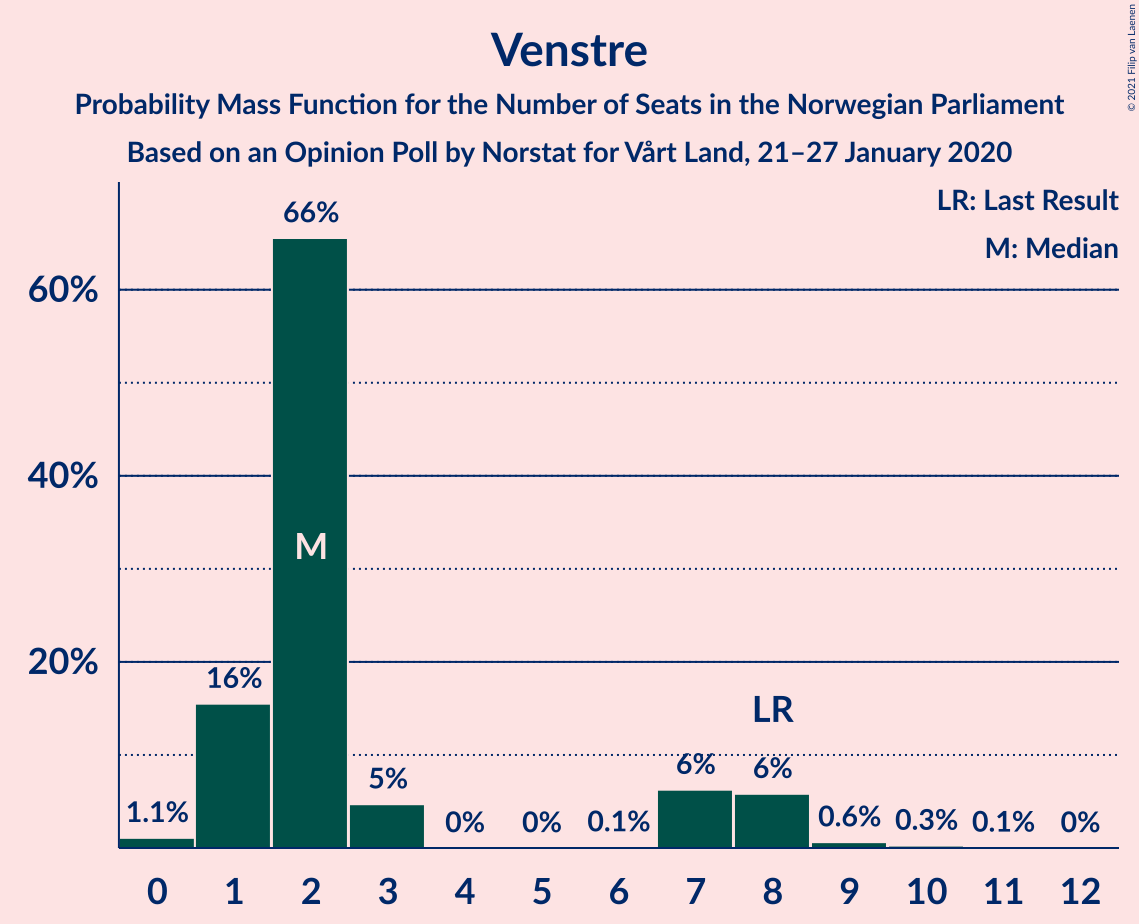 Venstre
Probability Mass Function for the Number of Seats in the Norwegian Parliament
Based on an Opinion Poll by Norstat for Vårt Land, 21–27 January 2020
© 2021 Filip van Laenen
LR: Last Result
M: Median
60%
40%
20%
1.1%
16%
66%
M
5%
0%
0%
0.1%
6%
LR
6%
0.6%
0.3%
0.1%
0%
0 1 2 3 4 5 6 7 8 9 10 11 12